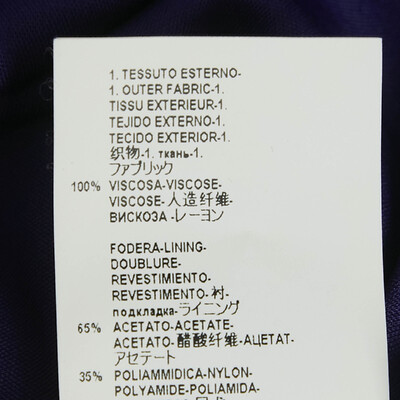 1. TESSUTO ESTERNO-
1. OUTER FABRIC-1.
TISSU EXTERIEUR-1.
TEJIDO EXTERNO-1.
TECIDO EXTERIOR-1.
织物-1. ткань-1.
ファブリック
100% VISCOSA-VISCOSE-
VISCOSE-人造纤维-
ВИСКОЗА-レーヨン
FODERA-LINING-
DOUBLURE-
REVESTIMIENTO-
REVESTIMENTO-衬-
подкладка-ライニング
65% ACETATO-ACETATE-
ACETATO-醋酸纤维-АЦЕТАТ-
アセテート
35% POLIAMMIDICA-NYLON-
POLYAMIDE-POLIAMIDA-